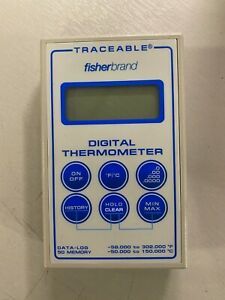 TRACEABLE®
fisherbrand
DIGITAL
THERMOMETER
ON
OFF
°F/°C
.00
.000
.0000
HISTORY
HOLD
CLEAR
MIN
MAX
DATA-LOG
50 MEMORY
-58.000 to 302.000 °F
-50.000 to 150.000 °C